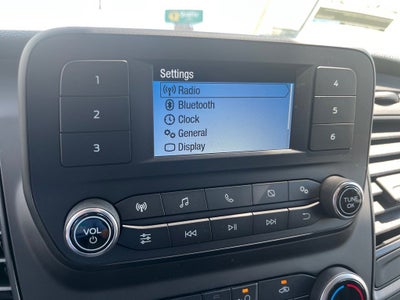 Settings
Radio
Bluetooth
Clock
General
Display
1
2
3
4
5
6
VOL
TUNE
OK